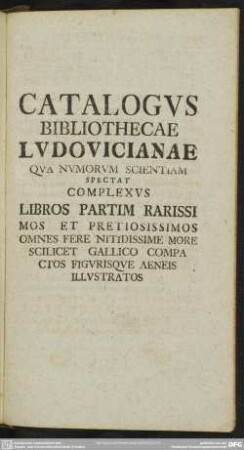 CATALOGVS
BIBLIOTHECAE
LVDOVICIANAE
QVA NVMORVM SCIENTIAM
SPECTAT
COMPLEXVS
LIBROS PARTIM RARISSI
MOS ET PRETIOSISSIMOS
OMNES FERE NITIDISSIME MORE
SCILICET GALLICO COMPA
CTOS FIGVRISQVE AENEIS
ILLVSTRATOS